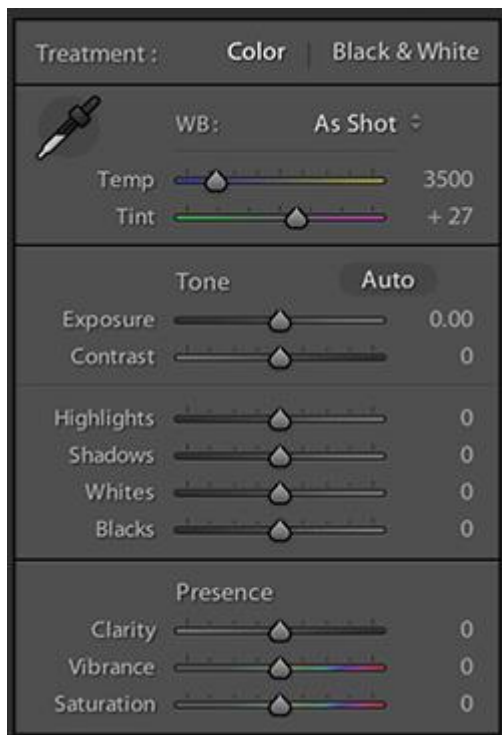 Treatment : Color | Black & White
WB: As Shot
Temp 3500
Tint + 27
Tone Auto
Exposure 0.00
Contrast 0
Highlights 0
Shadows 0
Whites 0
Blacks 0
Presence
Clarity 0
Vibrance 0
Saturation 0